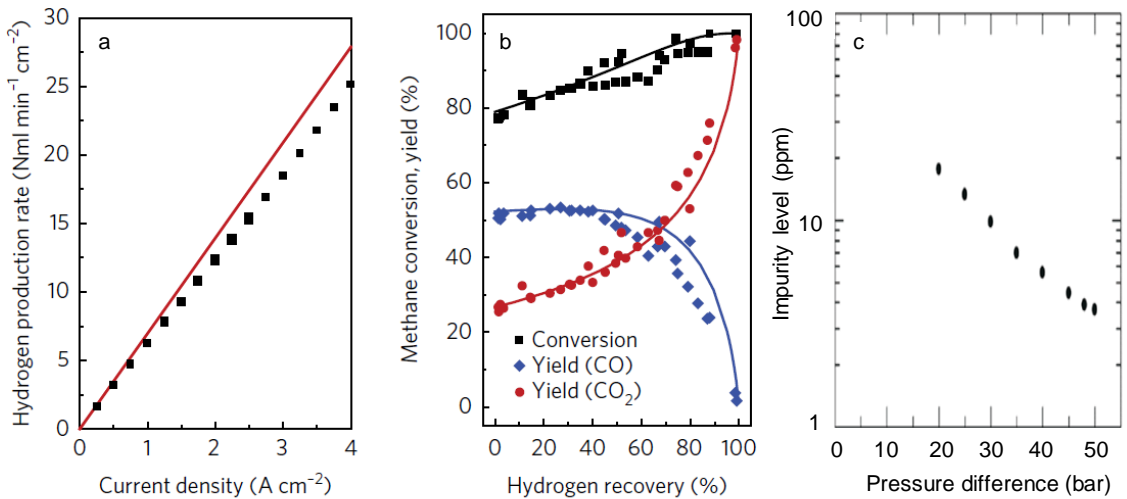 a
Hydrogen production rate (Nml min⁻¹ cm⁻²)
30
25
20
15
10
5
0
0 1 2 3 4
Current density (A cm⁻²)
b
Methane conversion, yield (%)
100
80
60
40
20
0
Conversion
Yield (CO)
Yield (CO₂)
0 20 40 60 80 100
Hydrogen recovery (%)
c
Impurity level (ppm)
100
10
1
0 10 20 30 40 50
Pressure difference (bar)